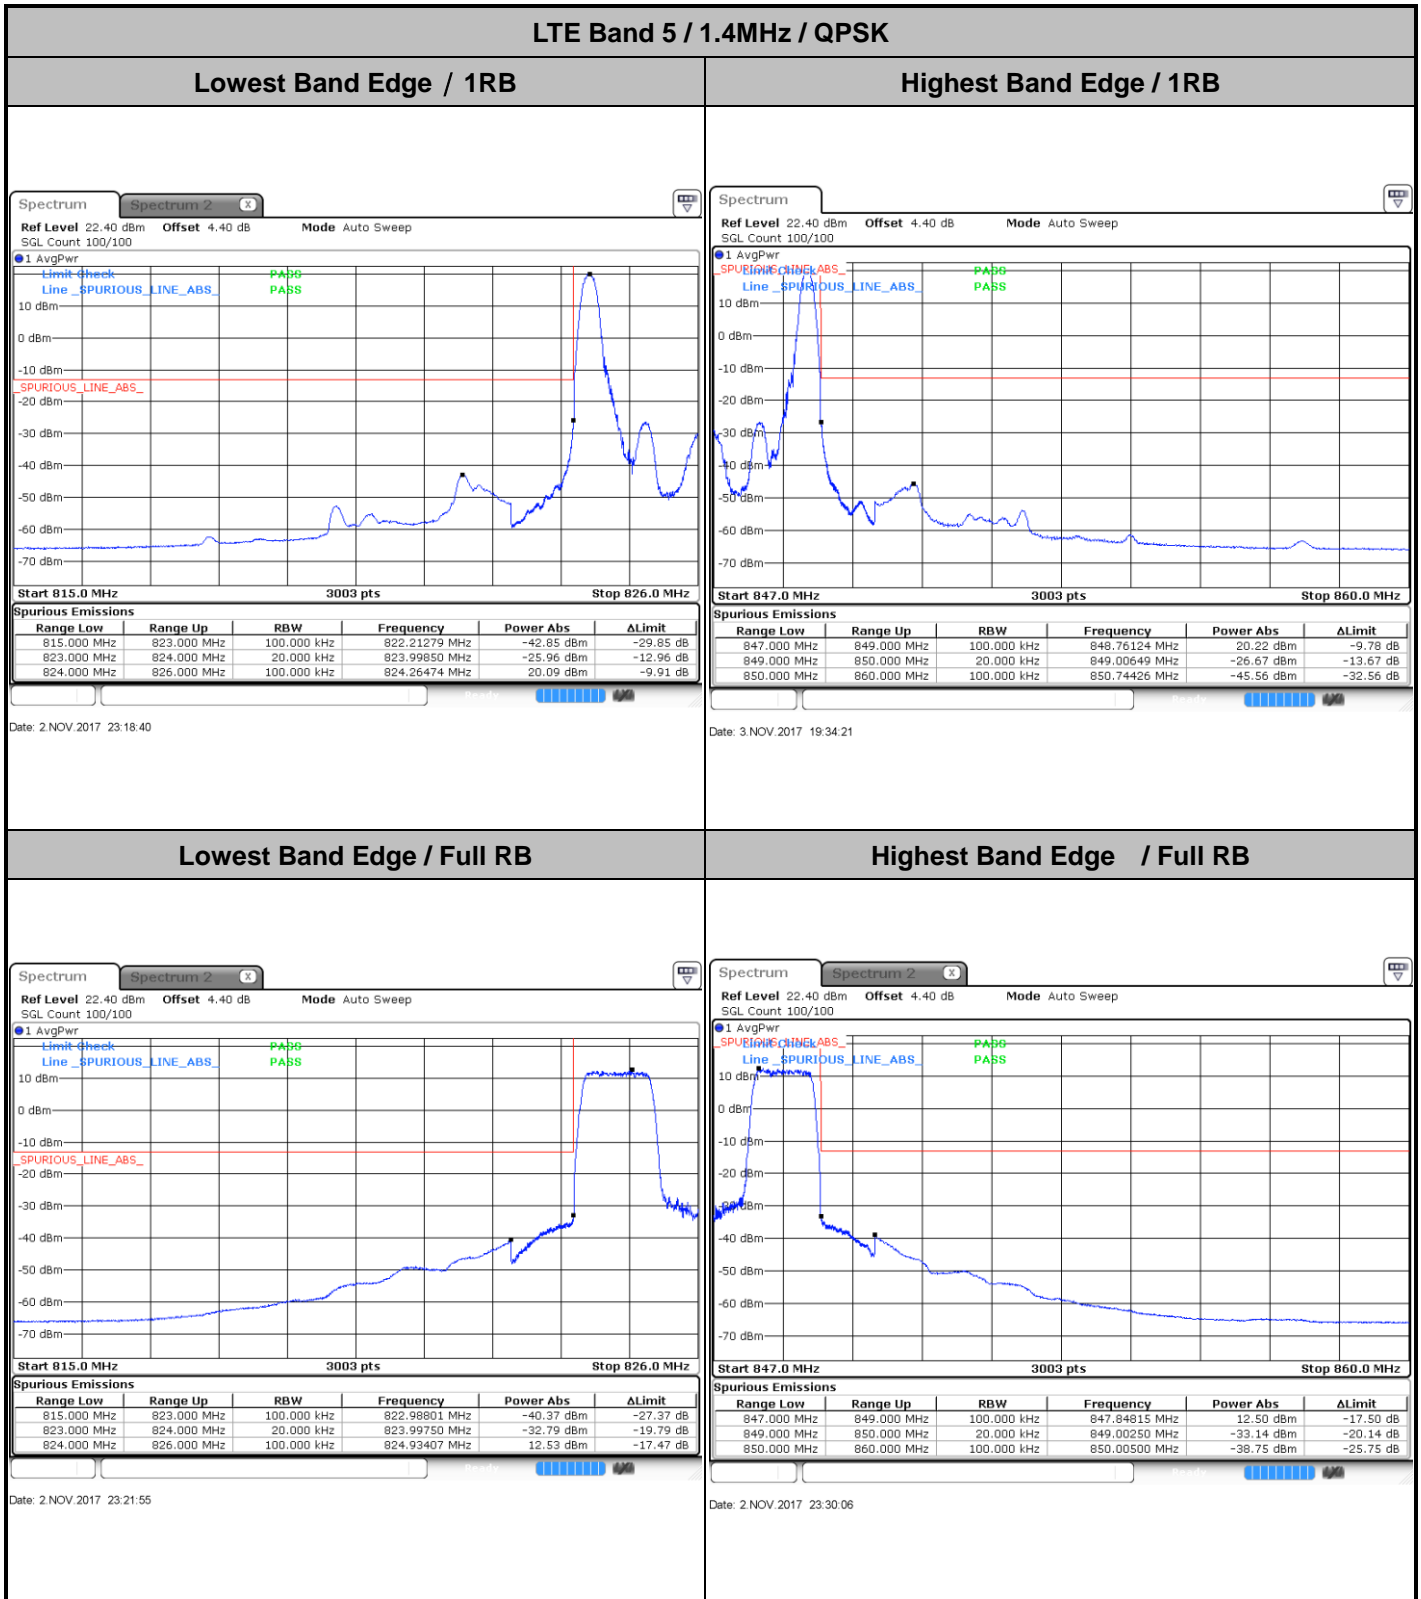 LTE Band 5 / 1.4MHz / QPSK
Lowest Band Edge / 1RB
Highest Band Edge / 1RB
Spectrum
Spectrum 2
X
Ref Level 22.40 dBm Offset 4.40 dB Mode Auto Sweep
SGL Count 100/100
1 AvgPwr
Limit Check PASS
Line _SPURIOUS_LINE_ABS_ PASS
10 dBm
0 dBm
-10 dBm
_SPURIOUS_LINE_ABS_
-20 dBm
-30 dBm
-40 dBm
-50 dBm
-60 dBm
-70 dBm
Start 815.0 MHz 3003 pts Stop 826.0 MHz
Spurious Emissions
Range Low Range Up RBW Frequency Power Abs ΔLimit
815.000 MHz 823.000 MHz 100.000 kHz 822.21279 MHz -42.85 dBm -29.85 dB
823.000 MHz 824.000 MHz 20.000 kHz 823.99850 MHz -25.96 dBm -12.96 dB
824.000 MHz 826.000 MHz 100.000 kHz 824.26474 MHz 20.09 dBm -9.91 dB
Ready
Date: 2.NOV.2017 23:18:40
Spectrum
Ref Level 22.40 dBm Offset 4.40 dB Mode Auto Sweep
SGL Count 100/100
1 AvgPwr
_SPURIOUS_LINE_ABS_
Limit Check PASS
Line _SPURIOUS_LINE_ABS_ PASS
10 dBm
0 dBm
-10 dBm
-20 dBm
-30 dBm
-40 dBm
-50 dBm
-60 dBm
-70 dBm
Start 847.0 MHz 3003 pts Stop 860.0 MHz
Spurious Emissions
Range Low Range Up RBW Frequency Power Abs ΔLimit
847.000 MHz 849.000 MHz 100.000 kHz 848.76124 MHz 20.22 dBm -9.78 dB
849.000 MHz 850.000 MHz 20.000 kHz 849.00649 MHz -26.67 dBm -13.67 dB
850.000 MHz 860.000 MHz 100.000 kHz 850.74426 MHz -45.56 dBm -32.56 dB
Ready
Date: 3.NOV.2017 19:34:21
Lowest Band Edge / Full RB
Highest Band Edge / Full RB
Spectrum
Spectrum 2
X
Ref Level 22.40 dBm Offset 4.40 dB Mode Auto Sweep
SGL Count 100/100
1 AvgPwr
Limit Check PASS
Line _SPURIOUS_LINE_ABS_ PASS
10 dBm
0 dBm
-10 dBm
_SPURIOUS_LINE_ABS_
-20 dBm
-30 dBm
-40 dBm
-50 dBm
-60 dBm
-70 dBm
Start 815.0 MHz 3003 pts Stop 826.0 MHz
Spurious Emissions
Range Low Range Up RBW Frequency Power Abs ΔLimit
815.000 MHz 823.000 MHz 100.000 kHz 822.98801 MHz -40.37 dBm -27.37 dB
823.000 MHz 824.000 MHz 20.000 kHz 823.99750 MHz -32.79 dBm -19.79 dB
824.000 MHz 826.000 MHz 100.000 kHz 824.93407 MHz 12.53 dBm -17.47 dB
Ready
Date: 2.NOV.2017 23:21:55
Spectrum
Spectrum 2
X
Ref Level 22.40 dBm Offset 4.40 dB Mode Auto Sweep
SGL Count 100/100
1 AvgPwr
_SPURIOUS_LINE_ABS_
Limit Check PASS
Line _SPURIOUS_LINE_ABS_ PASS
10 dBm
0 dBm
-10 dBm
-20 dBm
-30 dBm
-40 dBm
-50 dBm
-60 dBm
-70 dBm
Start 847.0 MHz 3003 pts Stop 860.0 MHz
Spurious Emissions
Range Low Range Up RBW Frequency Power Abs ΔLimit
847.000 MHz 849.000 MHz 100.000 kHz 847.84815 MHz 12.50 dBm -17.50 dB
849.000 MHz 850.000 MHz 20.000 kHz 849.00250 MHz -33.14 dBm -20.14 dB
850.000 MHz 860.000 MHz 100.000 kHz 850.00500 MHz -38.75 dBm -25.75 dB
Ready
Date: 2.NOV.2017 23:30:06